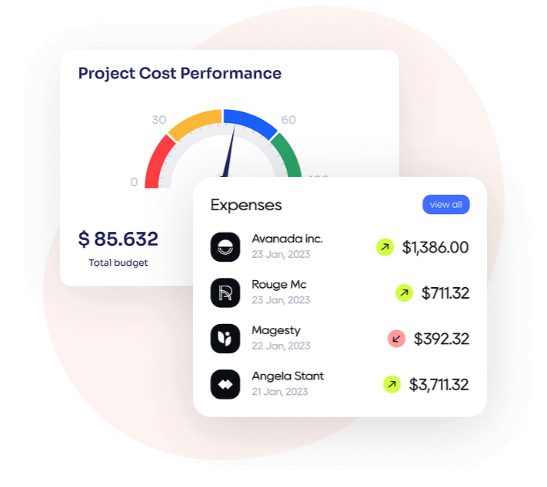 Project Cost Performance
30
60
0
$ 85.632
Total budget
Expenses
view all
Avanada inc.
23 Jan, 2023
$1,386.00
Rouge Mc
23 Jan, 2023
$711.32
Magesty
22 Jan, 2023
$392.32
Angela Stant
21 Jan, 2023
$3,711.32